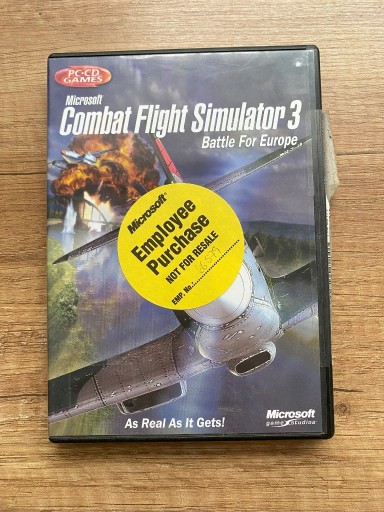 PC-CD
GAMES
Microsoft
Combat Flight Simulator 3
Battle For Europe
Microsoft®
Employee
Purchase
NOT FOR RESALE
EMP. No.:
As Real As It Gets!
Microsoft
game studios